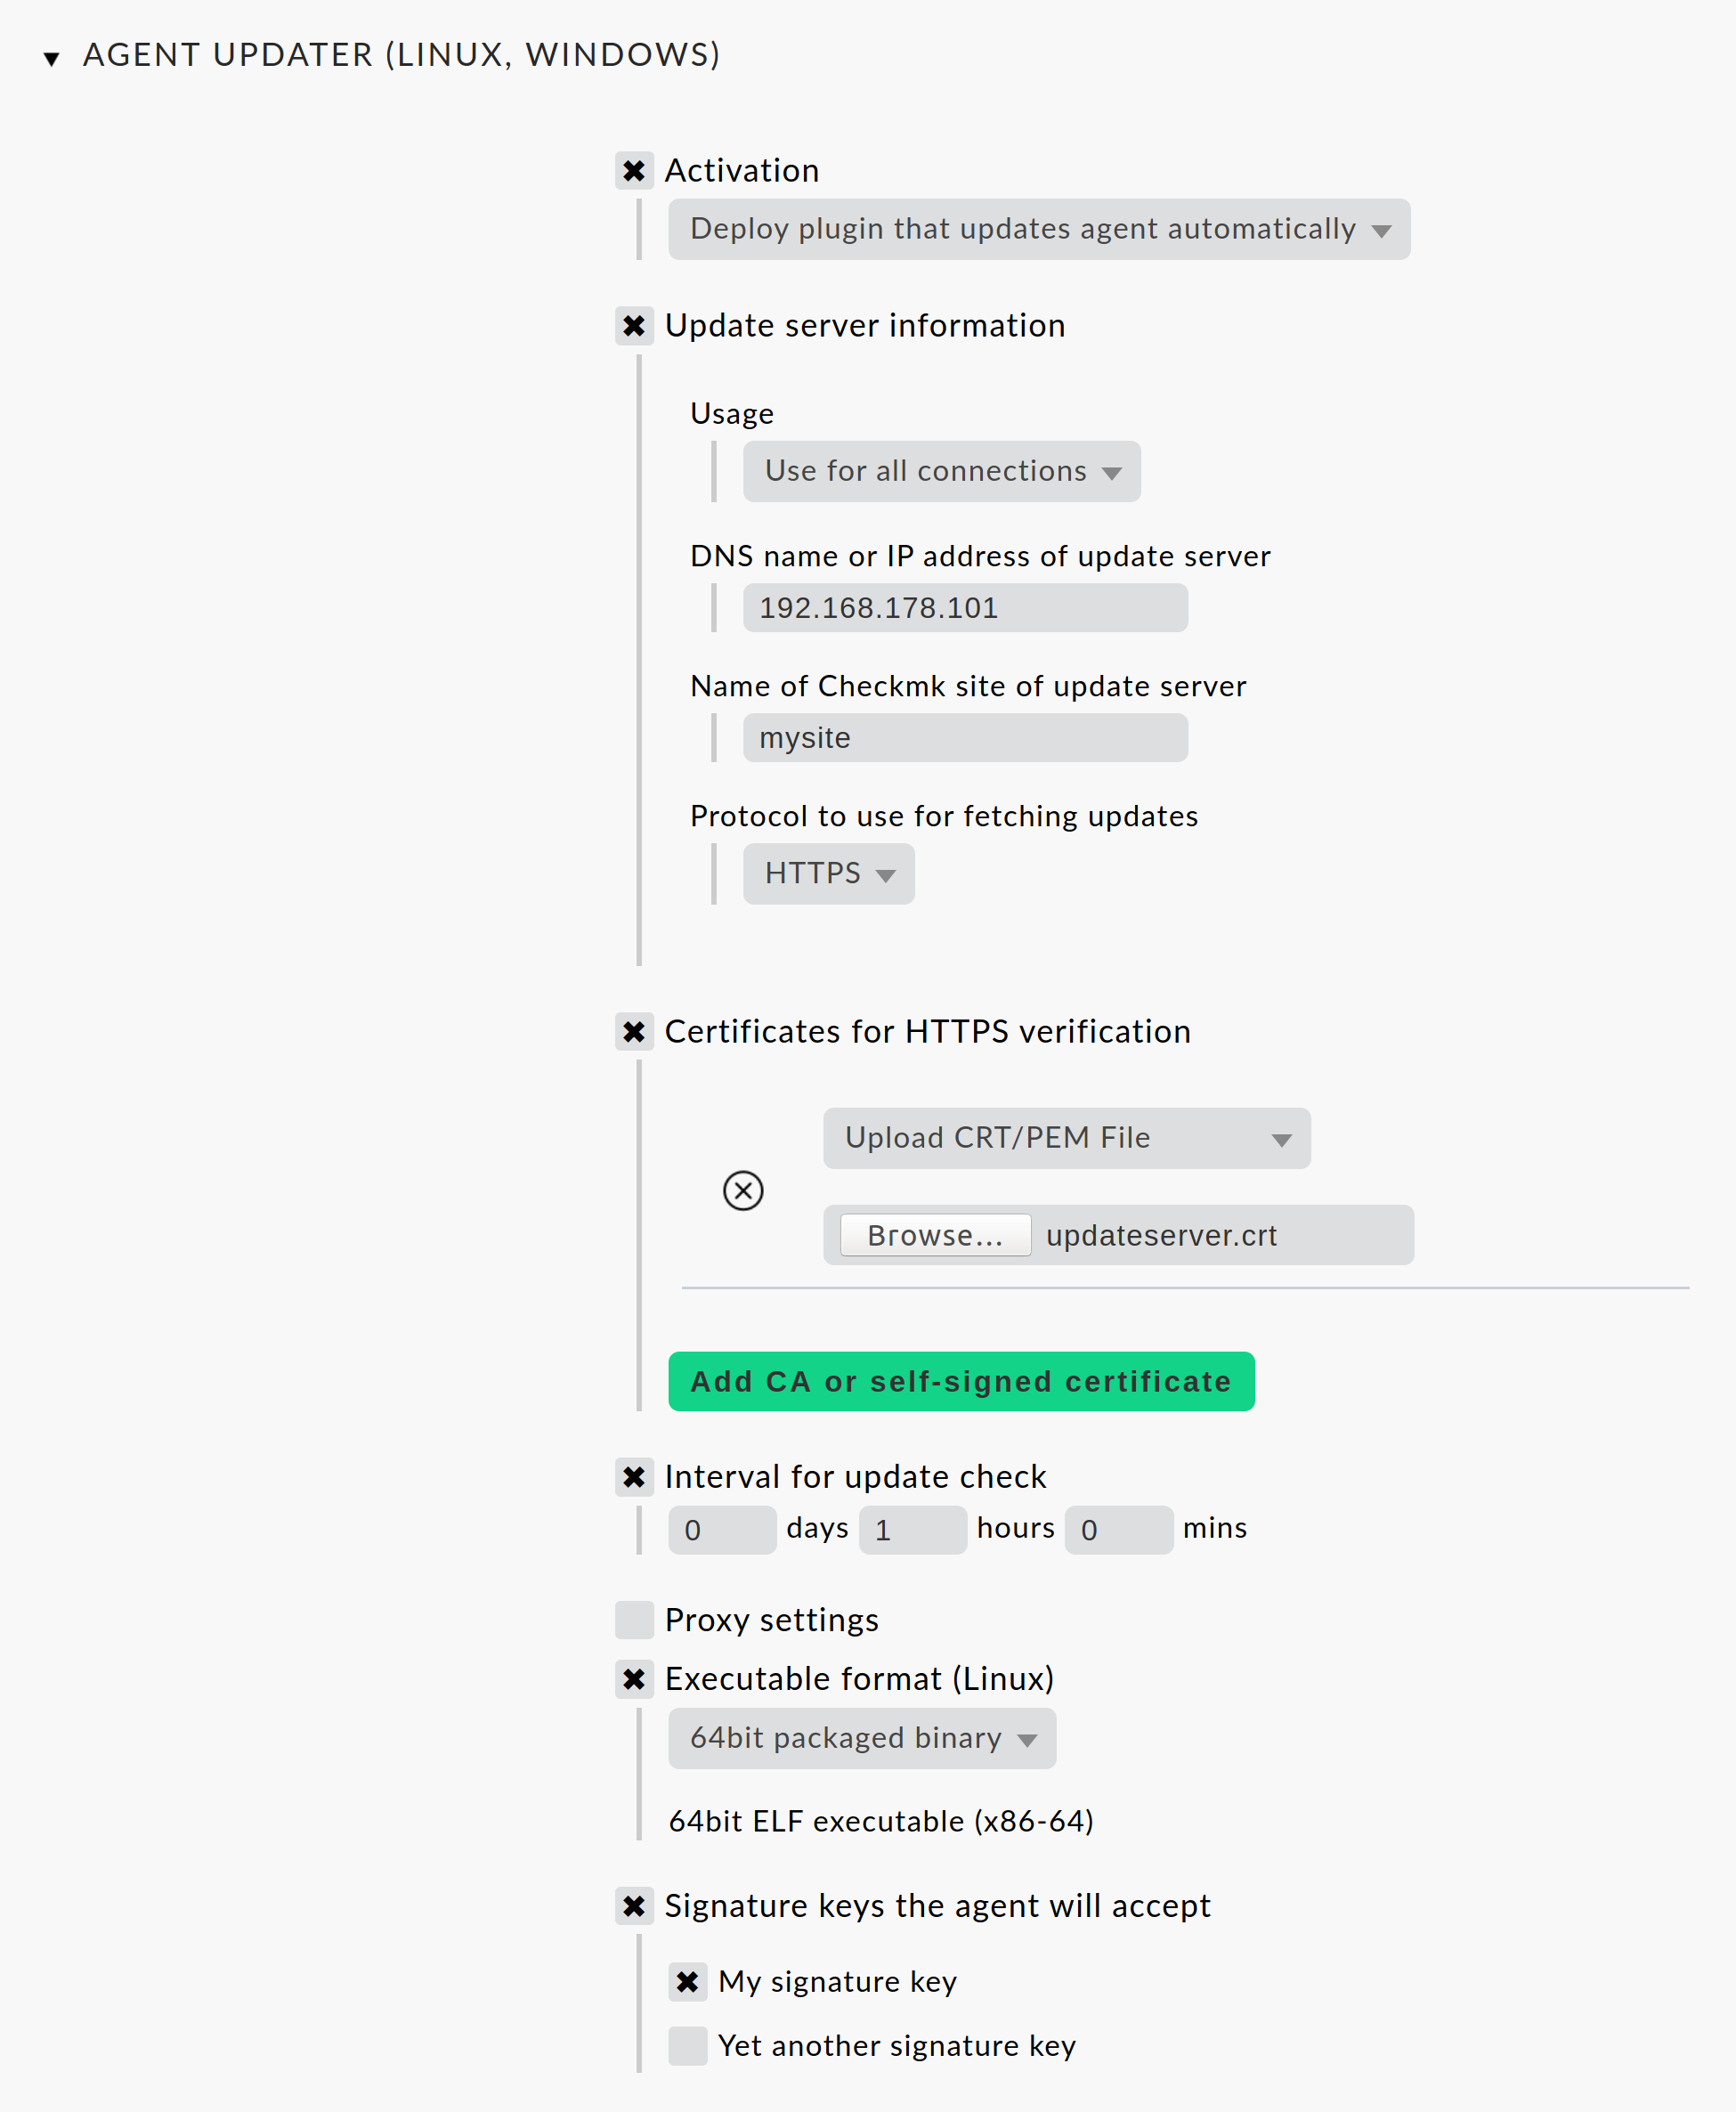 AGENT UPDATER (LINUX, WINDOWS)
Activation
Deploy plugin that updates agent automatically
Update server information
Usage
Use for all connections
DNS name or IP address of update server
192.168.178.101
Name of Checkmk site of update server
mysite
Protocol to use for fetching updates
HTTPS
Certificates for HTTPS verification
Upload CRT/PEM File
Browse... updateserver.crt
Add CA or self-signed certificate
Interval for update check
0 days 1 hours 0 mins
Proxy settings
Executable format (Linux)
64bit packaged binary
64bit ELF executable (x86-64)
Signature keys the agent will accept
My signature key
Yet another signature key